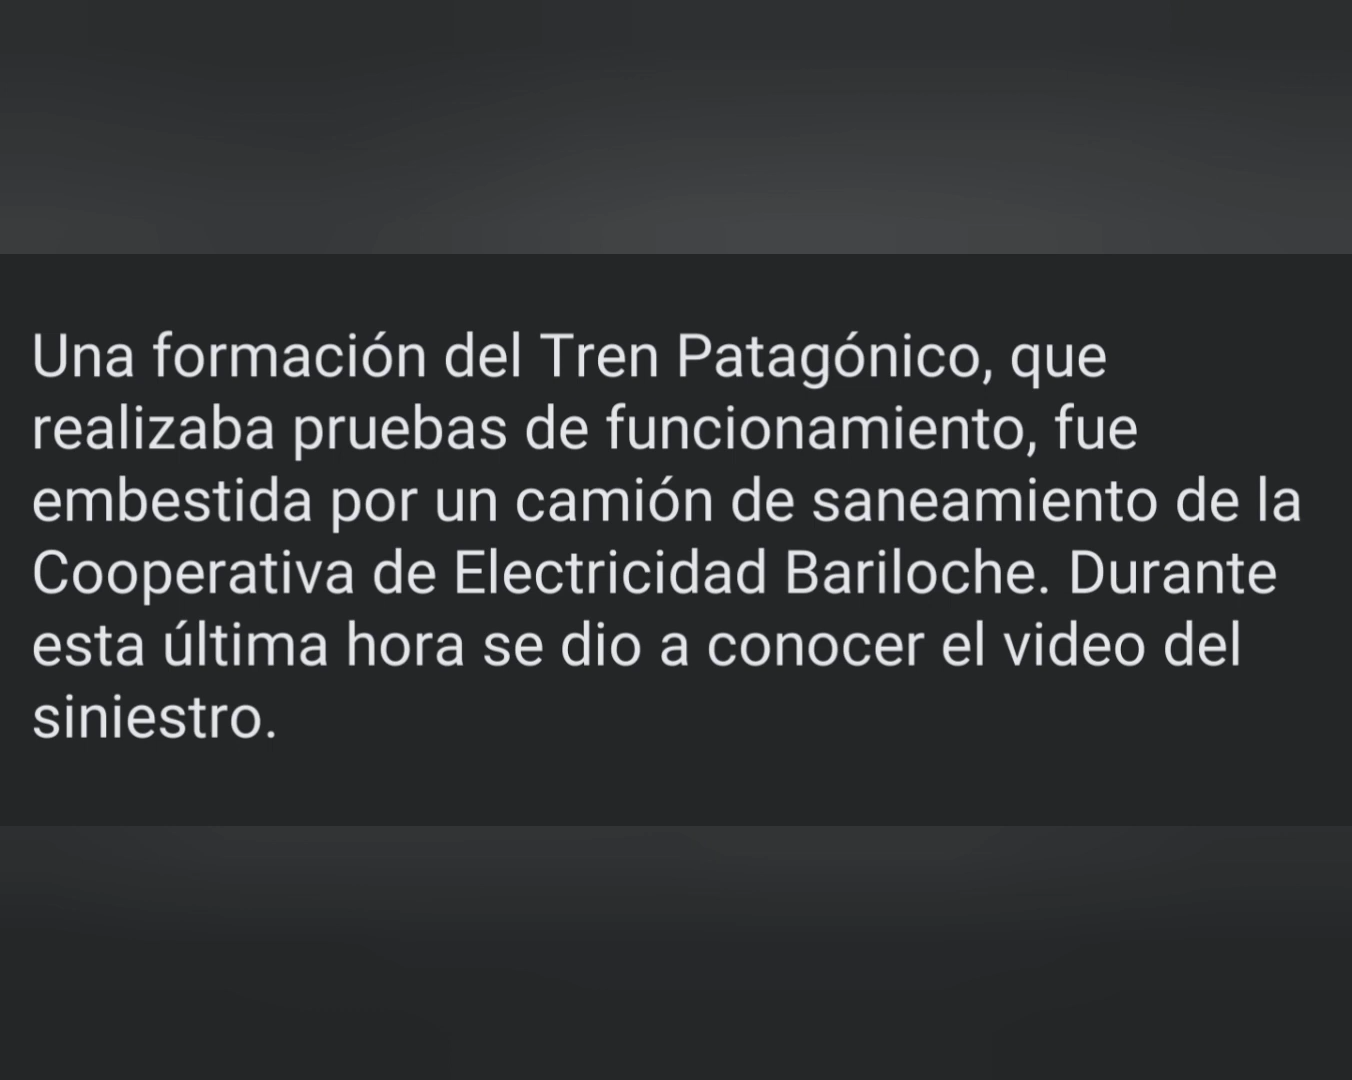 Una formación del Tren Patagónico, que
realizaba pruebas de funcionamiento, fue
embestida por un camión de saneamiento de la
Cooperativa de Electricidad Bariloche. Durante
esta última hora se dio a conocer el video del
siniestro.